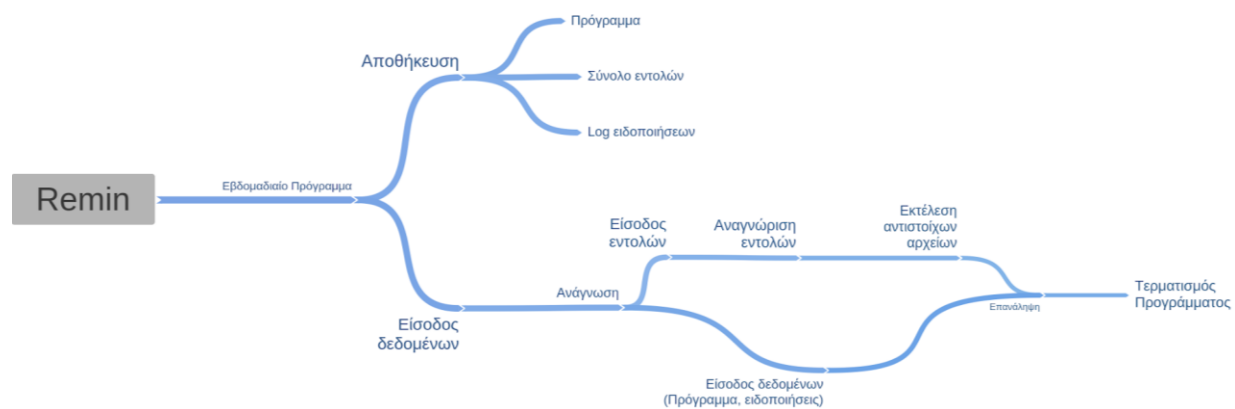 Πρόγραμμα
Αποθήκευση
Σύνολο εντολών
Log ειδοποιήσεων
Remin
Εβδομαδιαίο Πρόγραμμα
Είσοδος
δεδομένων
Ανάγνωση
Είσοδος
εντολών
Αναγνώριση
εντολών
Εκτέλεση
αντιστοίχων
αρχείων
Είσοδος δεδομένων
(Πρόγραμμα, ειδοποιήσεις)
Επανάληψη
Τερματισμός
Προγράμματος